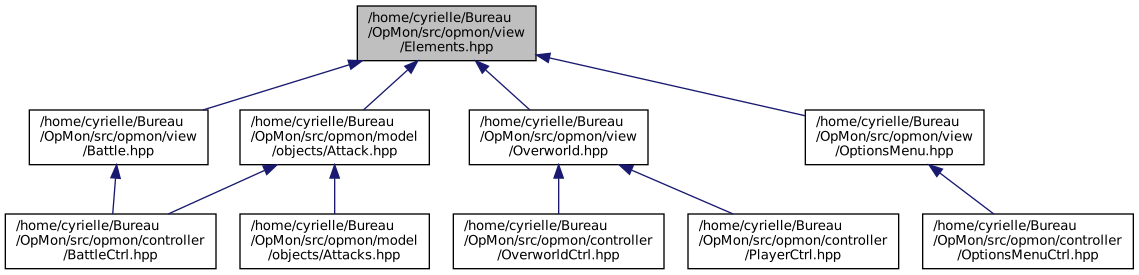 /home/cyrielle/Bureau
/OpMon/src/opmon/view
/Elements.hpp
/home/cyrielle/Bureau
/OpMon/src/opmon/view
/Battle.hpp
/home/cyrielle/Bureau
/OpMon/src/opmon/model
/objects/Attack.hpp
/home/cyrielle/Bureau
/OpMon/src/opmon/view
/Overworld.hpp
/home/cyrielle/Bureau
/OpMon/src/opmon/view
/OptionsMenu.hpp
/home/cyrielle/Bureau
/OpMon/src/opmon/controller
/BattleCtrl.hpp
/home/cyrielle/Bureau
/OpMon/src/opmon/model
/objects/Attacks.hpp
/home/cyrielle/Bureau
/OpMon/src/opmon/controller
/OverworldCtrl.hpp
/home/cyrielle/Bureau
/OpMon/src/opmon/controller
/PlayerCtrl.hpp
/home/cyrielle/Bureau
/OpMon/src/opmon/controller
/OptionsMenuCtrl.hpp